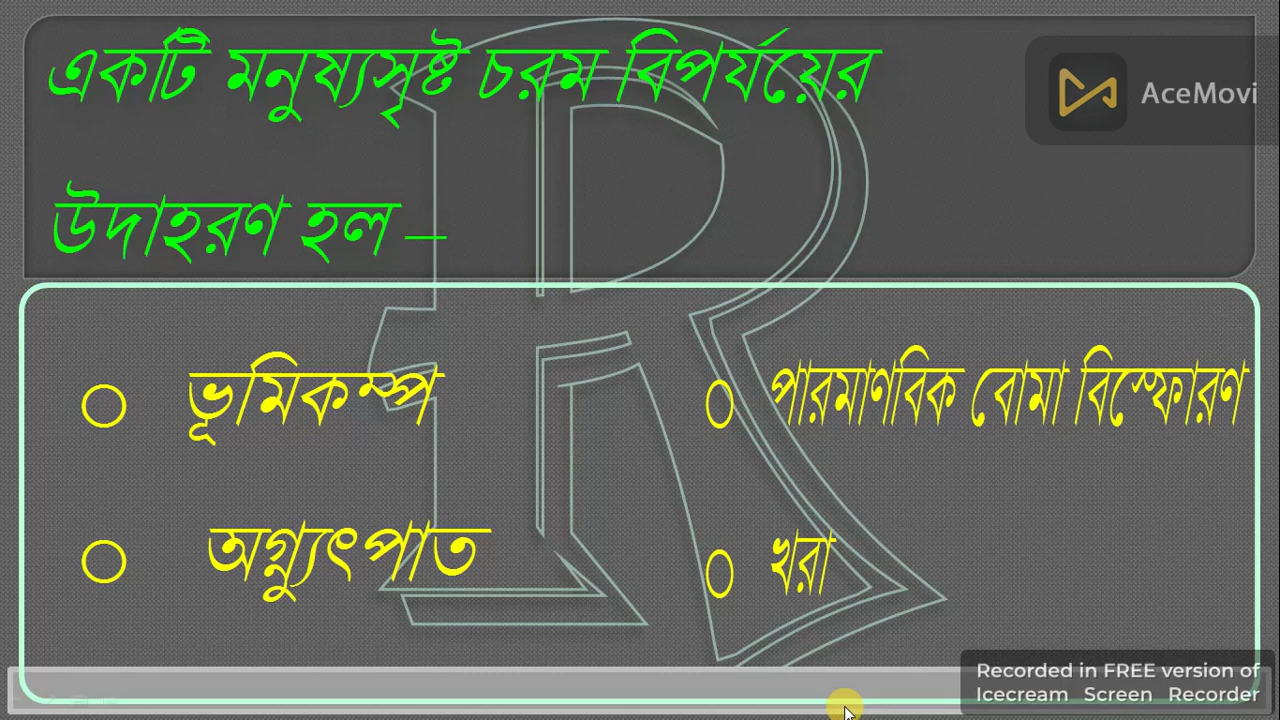 একটি মনুষ্যসৃষ্ট চরম বিপর্যয়ের
AceMovi
উদাহরণ হল –
ভূমিকম্প
পারমাণবিক বোমা বিস্ফোরণ
অগ্ন্যুৎপাত
খরা
Recorded in FREE version of
Icecream Screen Recorder